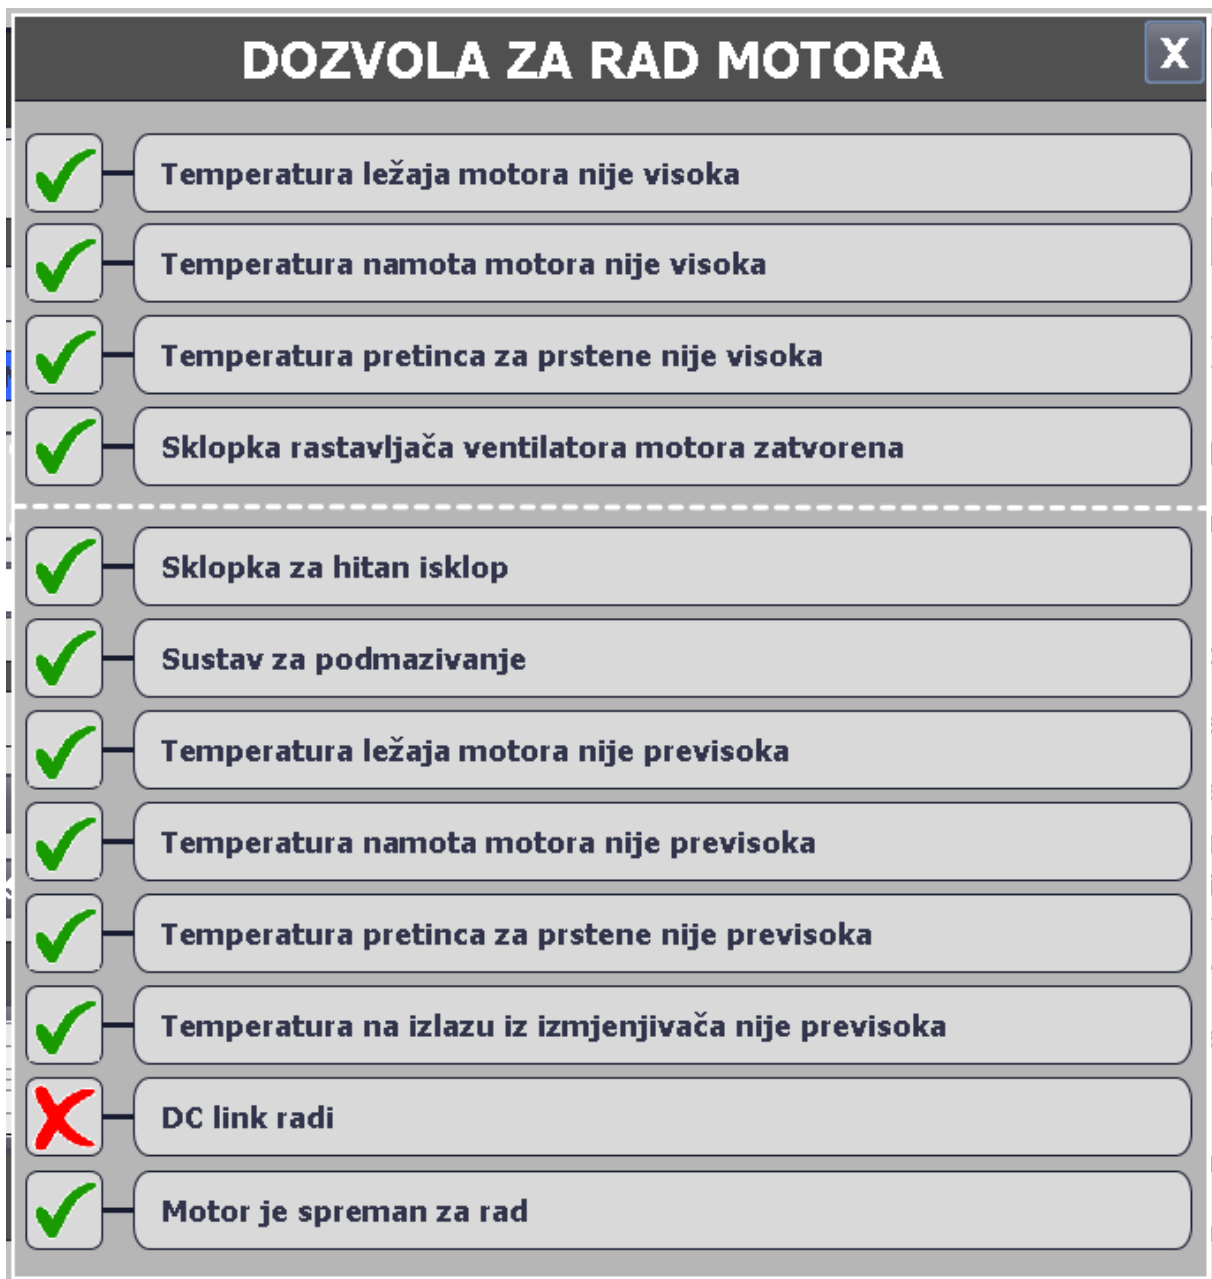 DOZVOLA ZA RAD MOTORA
X
Temperatura ležaja motora nije visoka
Temperatura namota motora nije visoka
Temperatura pretinca za prstene nije visoka
Sklopka rastavljača ventilatora motora zatvorena
Sklopka za hitan isklop
Sustav za podmazivanje
Temperatura ležaja motora nije previsoka
Temperatura namota motora nije previsoka
Temperatura pretinca za prstene nije previsoka
Temperatura na izlazu iz izmjenjivača nije previsoka
DC link radi
Motor je spreman za rad